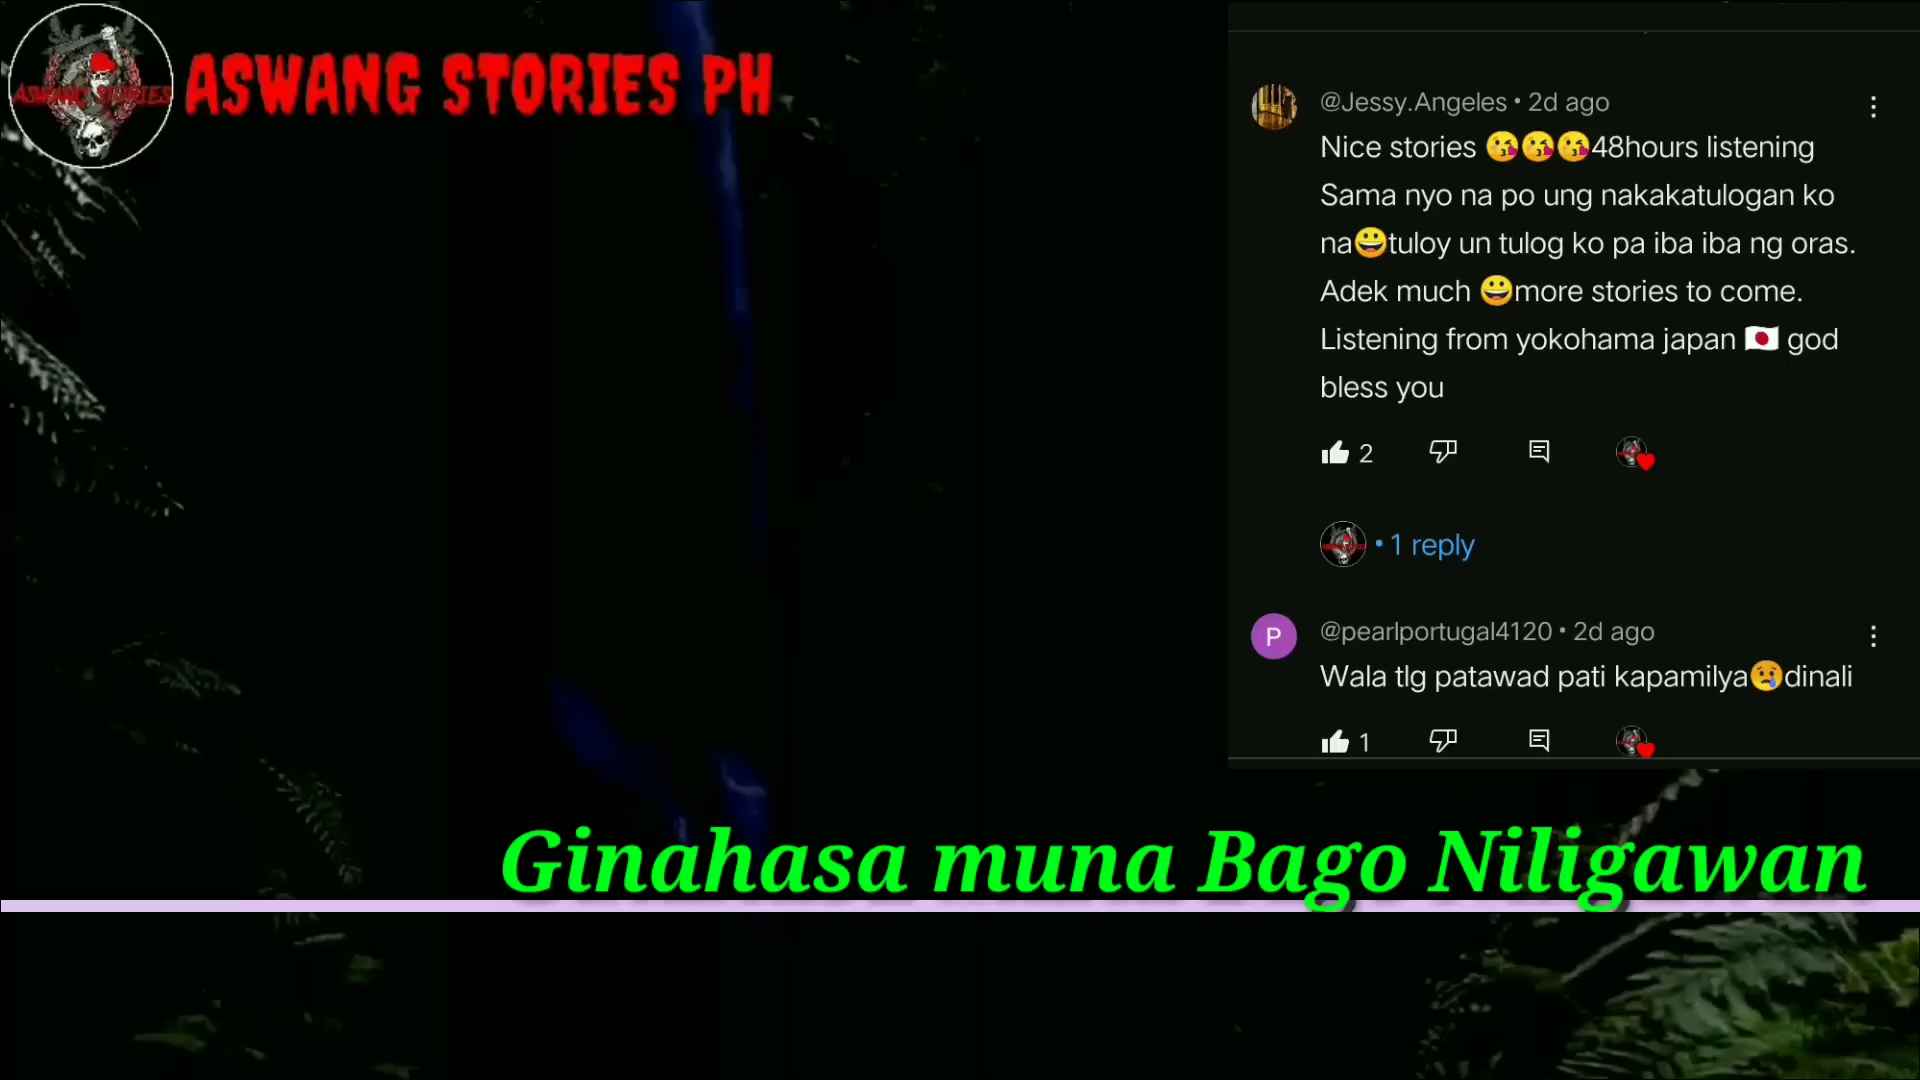 ASWANG STORIES
ASWANG STORIES PH
@Jessy.Angeles • 2d ago
Nice stories 😘😘😘48hours listening
Sama nyo na po ung nakakatulogan ko
na😀tuloy un tulog ko pa iba iba ng oras.
Adek much 😀more stories to come.
Listening from yokohama japan 🇯🇵 god
bless you
2
• 1 reply
P
@pearlportugal4120 • 2d ago
Wala tlg patawad pati kapamilya😢dinali
1
Ginahasa muna Bago Niligawan